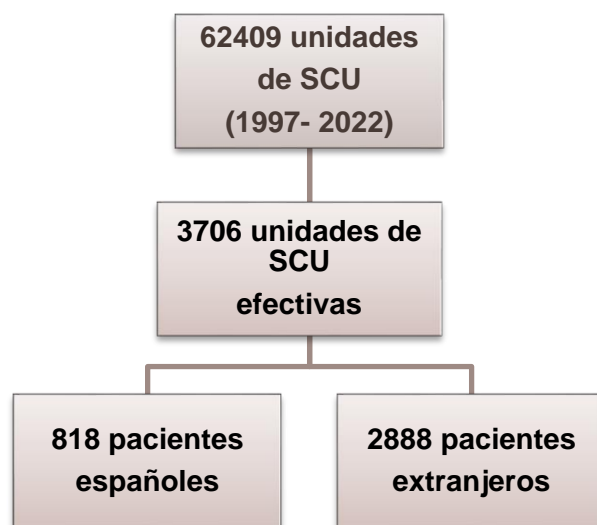 62409 unidades
de SCU
(1997- 2022)
3706 unidades de
SCU
efectivas
818 pacientes
españoles
2888 pacientes
extranjeros